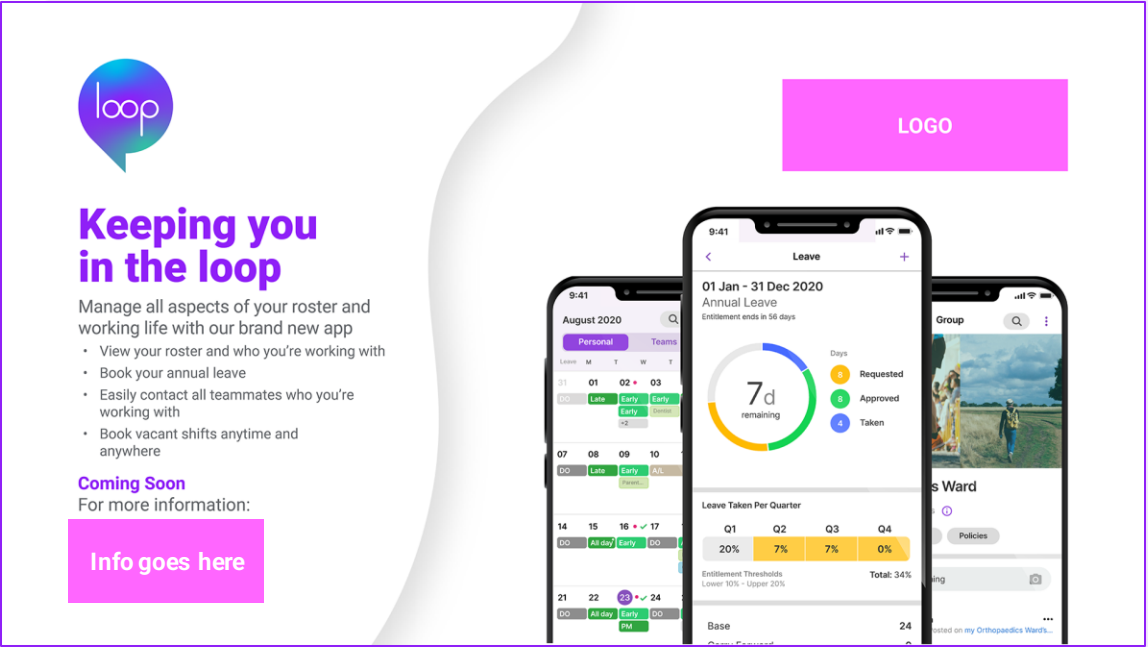 loop
LOGO
Keeping you
in the loop
Manage all aspects of your roster and
working life with our brand new app
• View your roster and who you're working with
• Book your annual leave
• Easily contact all teammates who you're
working with
• Book vacant shifts anytime and
anywhere
Coming Soon
For more information:
Info goes here
9:41
August 2020
Personal Teams
Leave M T W T
31 01 02 03
DO Late Early Early
Early Dentist
+2
07 08 09 10
DO Late Early A/L
Paren...
14 15 16 17
DO All day Early DO
21 22 23 24
DO All day Early DO
PM
9:41
Leave
01 Jan - 31 Dec 2020
Annual Leave
Entitlement ends in 56 days
7d
remaining
Days
8 Requested
8 Approved
4 Taken
Leave Taken Per Quarter
Q1 Q2 Q3 Q4
20% 7% 7% 0%
Entitlement Thresholds
Lower 10% - Upper 20%
Total: 34%
Base 24
Group
s Ward
Policies
ing
osted on my Orthopaedics Ward's...